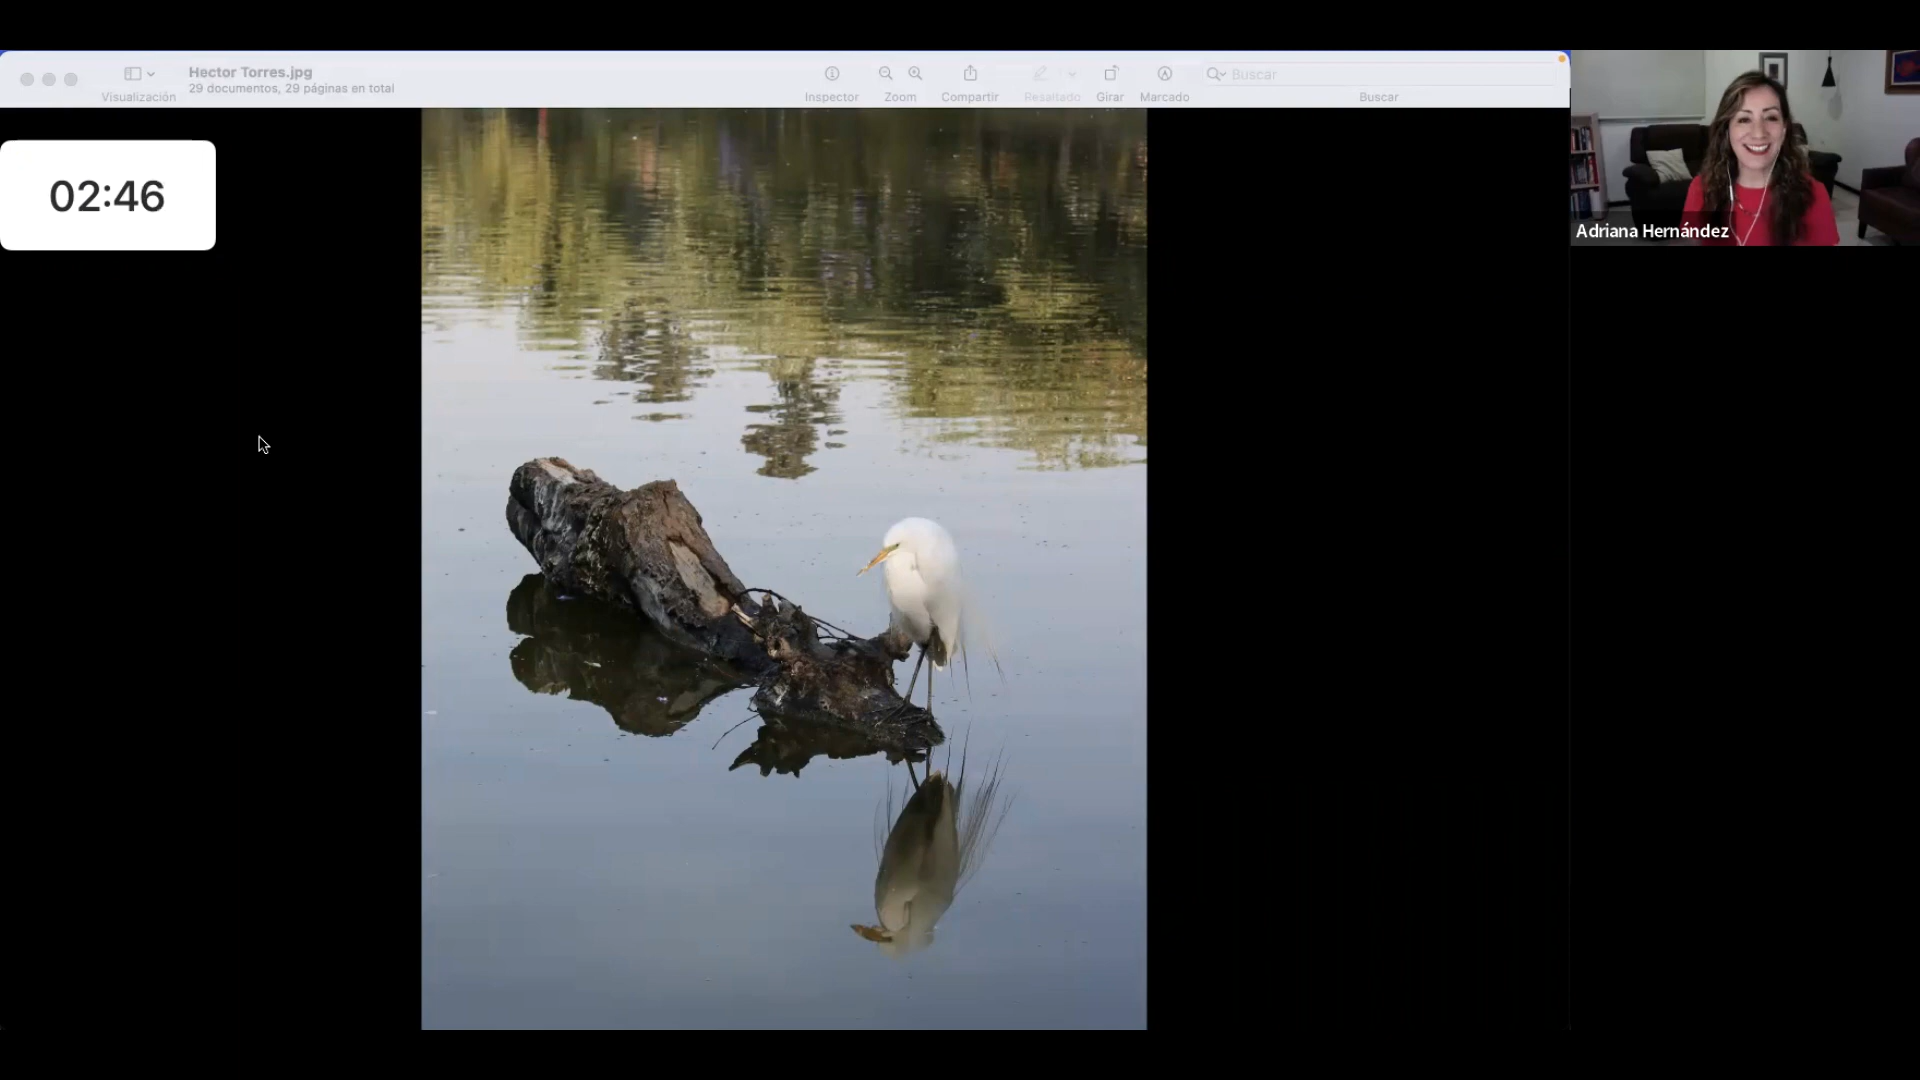 Hector Torres.jpg
29 documentos, 29 páginas en total
Visualización
Inspector
Zoom
Compartir
Resaltado
Girar
Marcado
Buscar
Buscar
02:46
Adriana Hernández